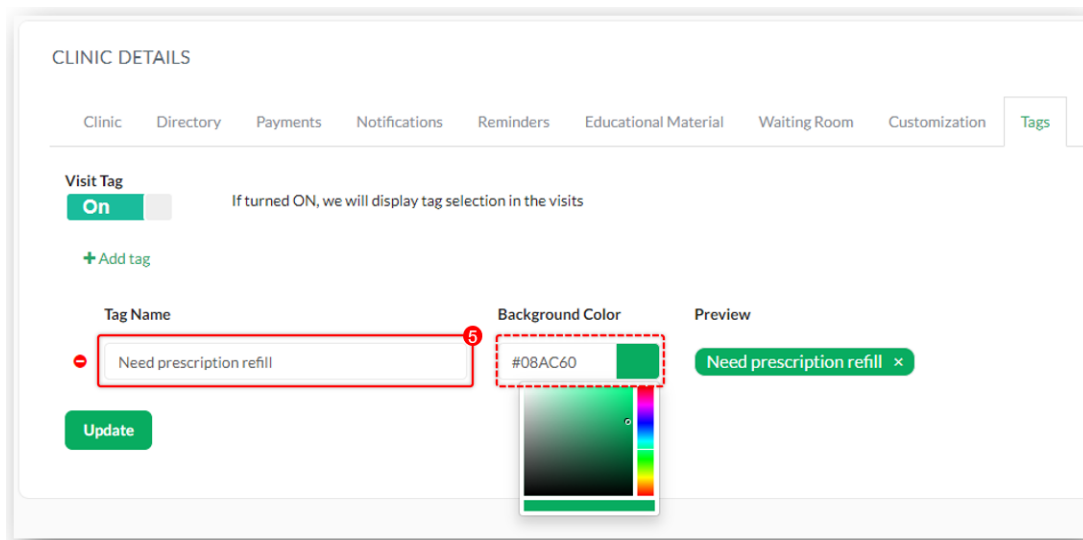 CLINIC DETAILS
Clinic Directory Payments Notifications Reminders Educational Material Waiting Room Customization Tags
Visit Tag
On If turned ON, we will display tag selection in the visits
+ Add tag
Tag Name Background Color Preview
5
Need prescription refill #08AC60 Need prescription refill ×
Update